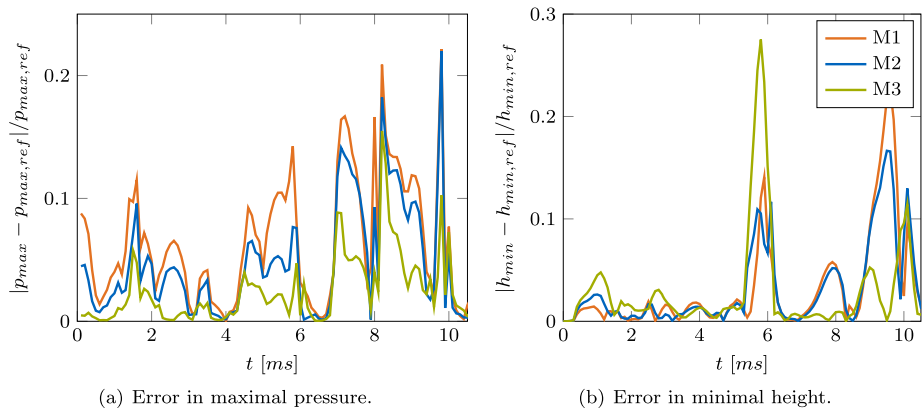 0.2
0.1
0
0 2 4 6 8 10
t [ms]
|p_max − p_max,ref|/p_max,ref
(a) Error in maximal pressure.
0.3
0.2
0.1
0
0 2 4 6 8 10
t [ms]
|h_min − h_min,ref|/h_min,ref
M1
M2
M3
(b) Error in minimal height.